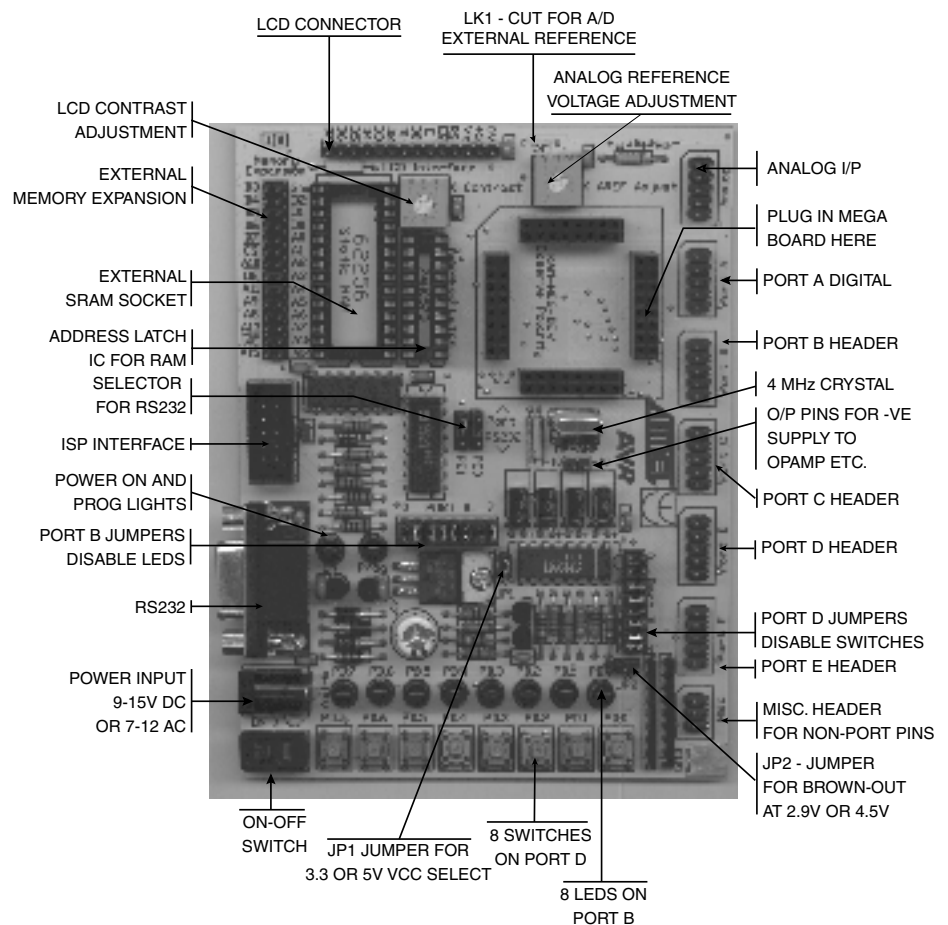 LCD CONNECTOR
LK1 - CUT FOR A/D
EXTERNAL REFERENCE
ANALOG REFERENCE
VOLTAGE ADJUSTMENT
LCD CONTRAST
ADJUSTMENT
EXTERNAL
MEMORY EXPANSION
EXTERNAL
SRAM SOCKET
ADDRESS LATCH
IC FOR RAM
SELECTOR
FOR RS232
ISP INTERFACE
POWER ON AND
PROG LIGHTS
PORT B JUMPERS
DISABLE LEDS
RS232
POWER INPUT
9-15V DC
OR 7-12 AC
ON-OFF
SWITCH
JP1 JUMPER FOR
3.3 OR 5V VCC SELECT
8 SWITCHES
ON PORT D
8 LEDS ON
PORT B
ANALOG I/P
PLUG IN MEGA
BOARD HERE
PORT A DIGITAL
PORT B HEADER
4 MHz CRYSTAL
O/P PINS FOR -VE
SUPPLY TO
OPAMP ETC.
PORT C HEADER
PORT D HEADER
PORT D JUMPERS
DISABLE SWITCHES
PORT E HEADER
MISC. HEADER
FOR NON-PORT PINS
JP2 - JUMPER
FOR BROWN-OUT
AT 2.9V OR 4.5V
62256
AVR
CE